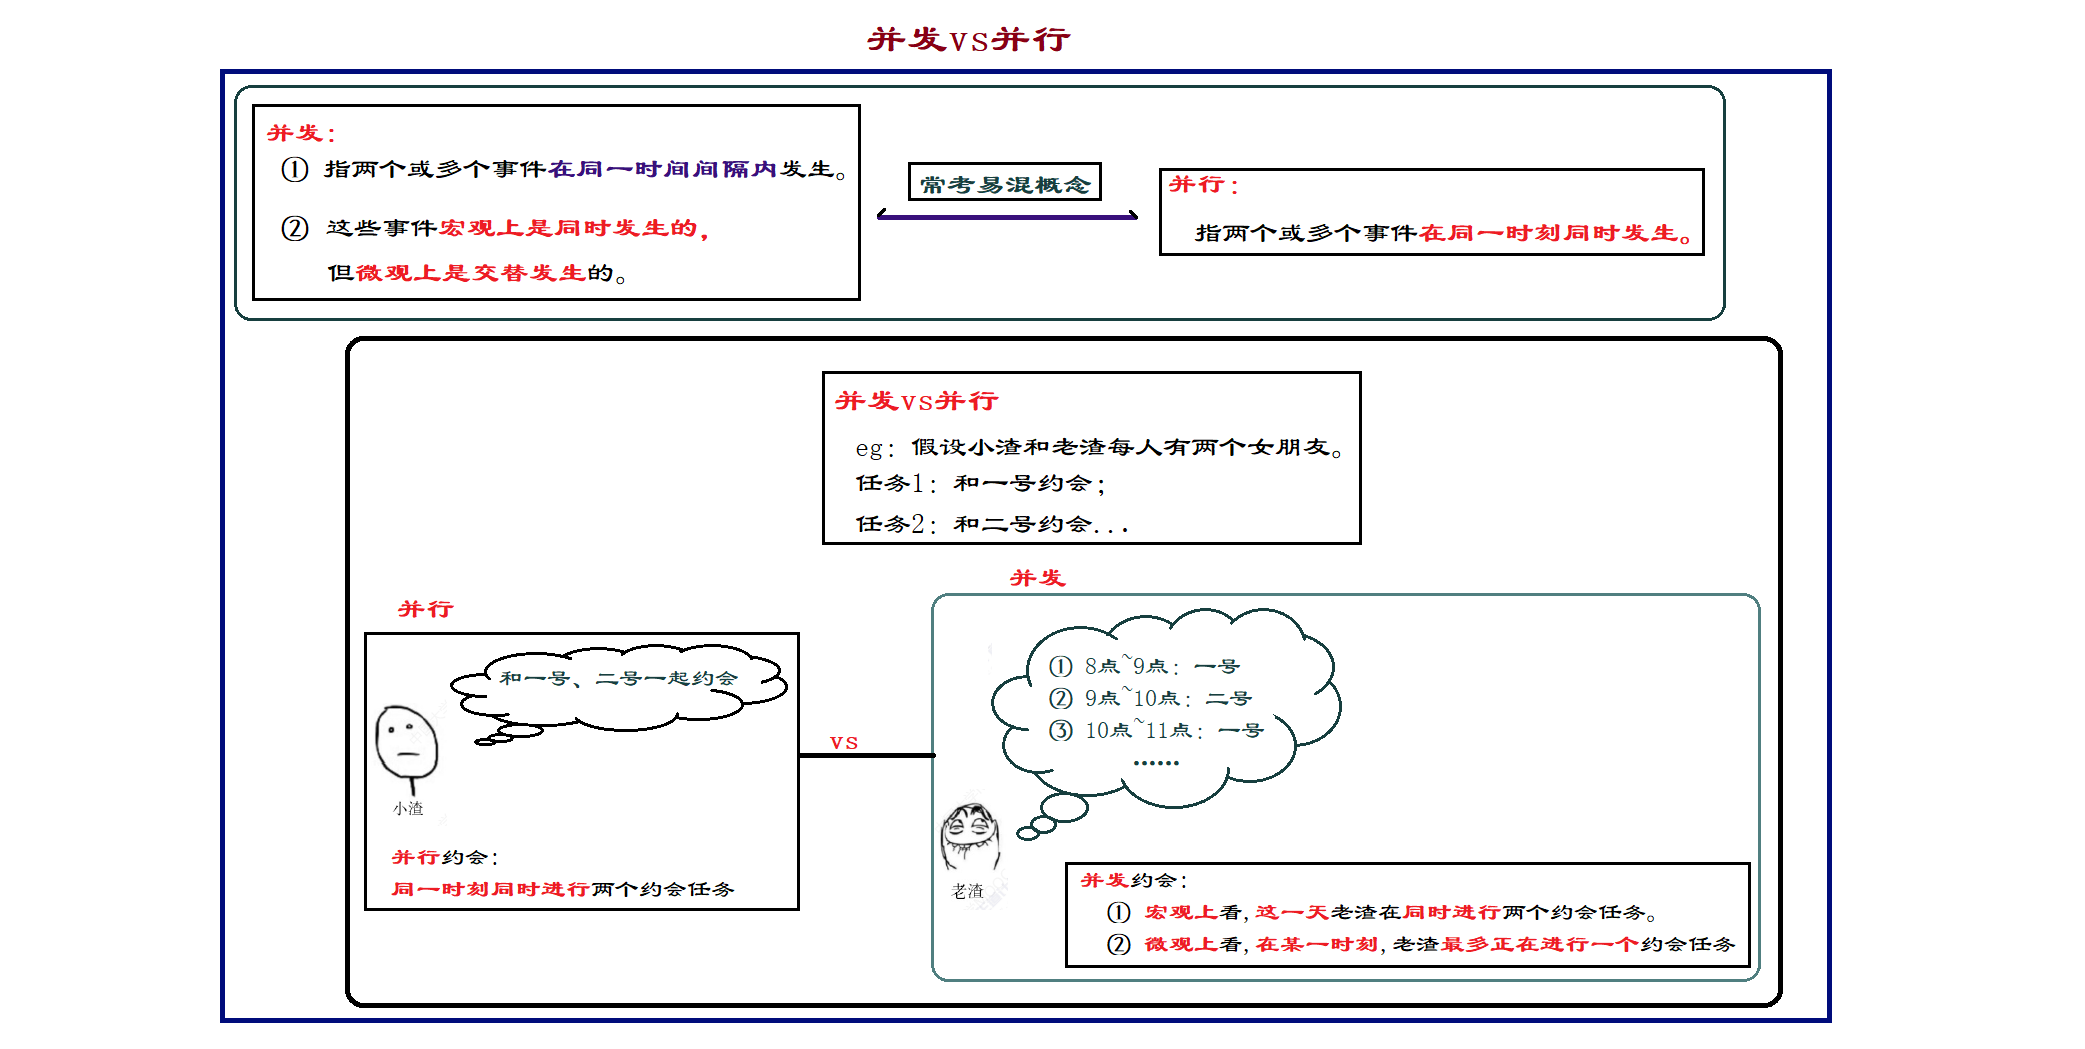 并发vs并行
并发:
① 指两个或多个事件在同一时间间隔内发生。
② 这些事件宏观上是同时发生的,
但微观上是交替发生的。
常考易混概念
并行:
指两个或多个事件在同一时刻同时发生。
并发vs并行
eg: 假设小渣和老渣每人有两个女朋友。
任务1: 和一号约会;
任务2: 和二号约会...
并行
和一号、二号一起约会
小渣
并行约会:
同一时刻同时进行两个约会任务
vs
并发
① 8点~9点: 一号
② 9点~10点: 二号
③ 10点~11点: 一号
······
老渣
并发约会:
① 宏观上看,这一天老渣在同时进行两个约会任务。
② 微观上看,在某一时刻,老渣最多正在进行一个约会任务